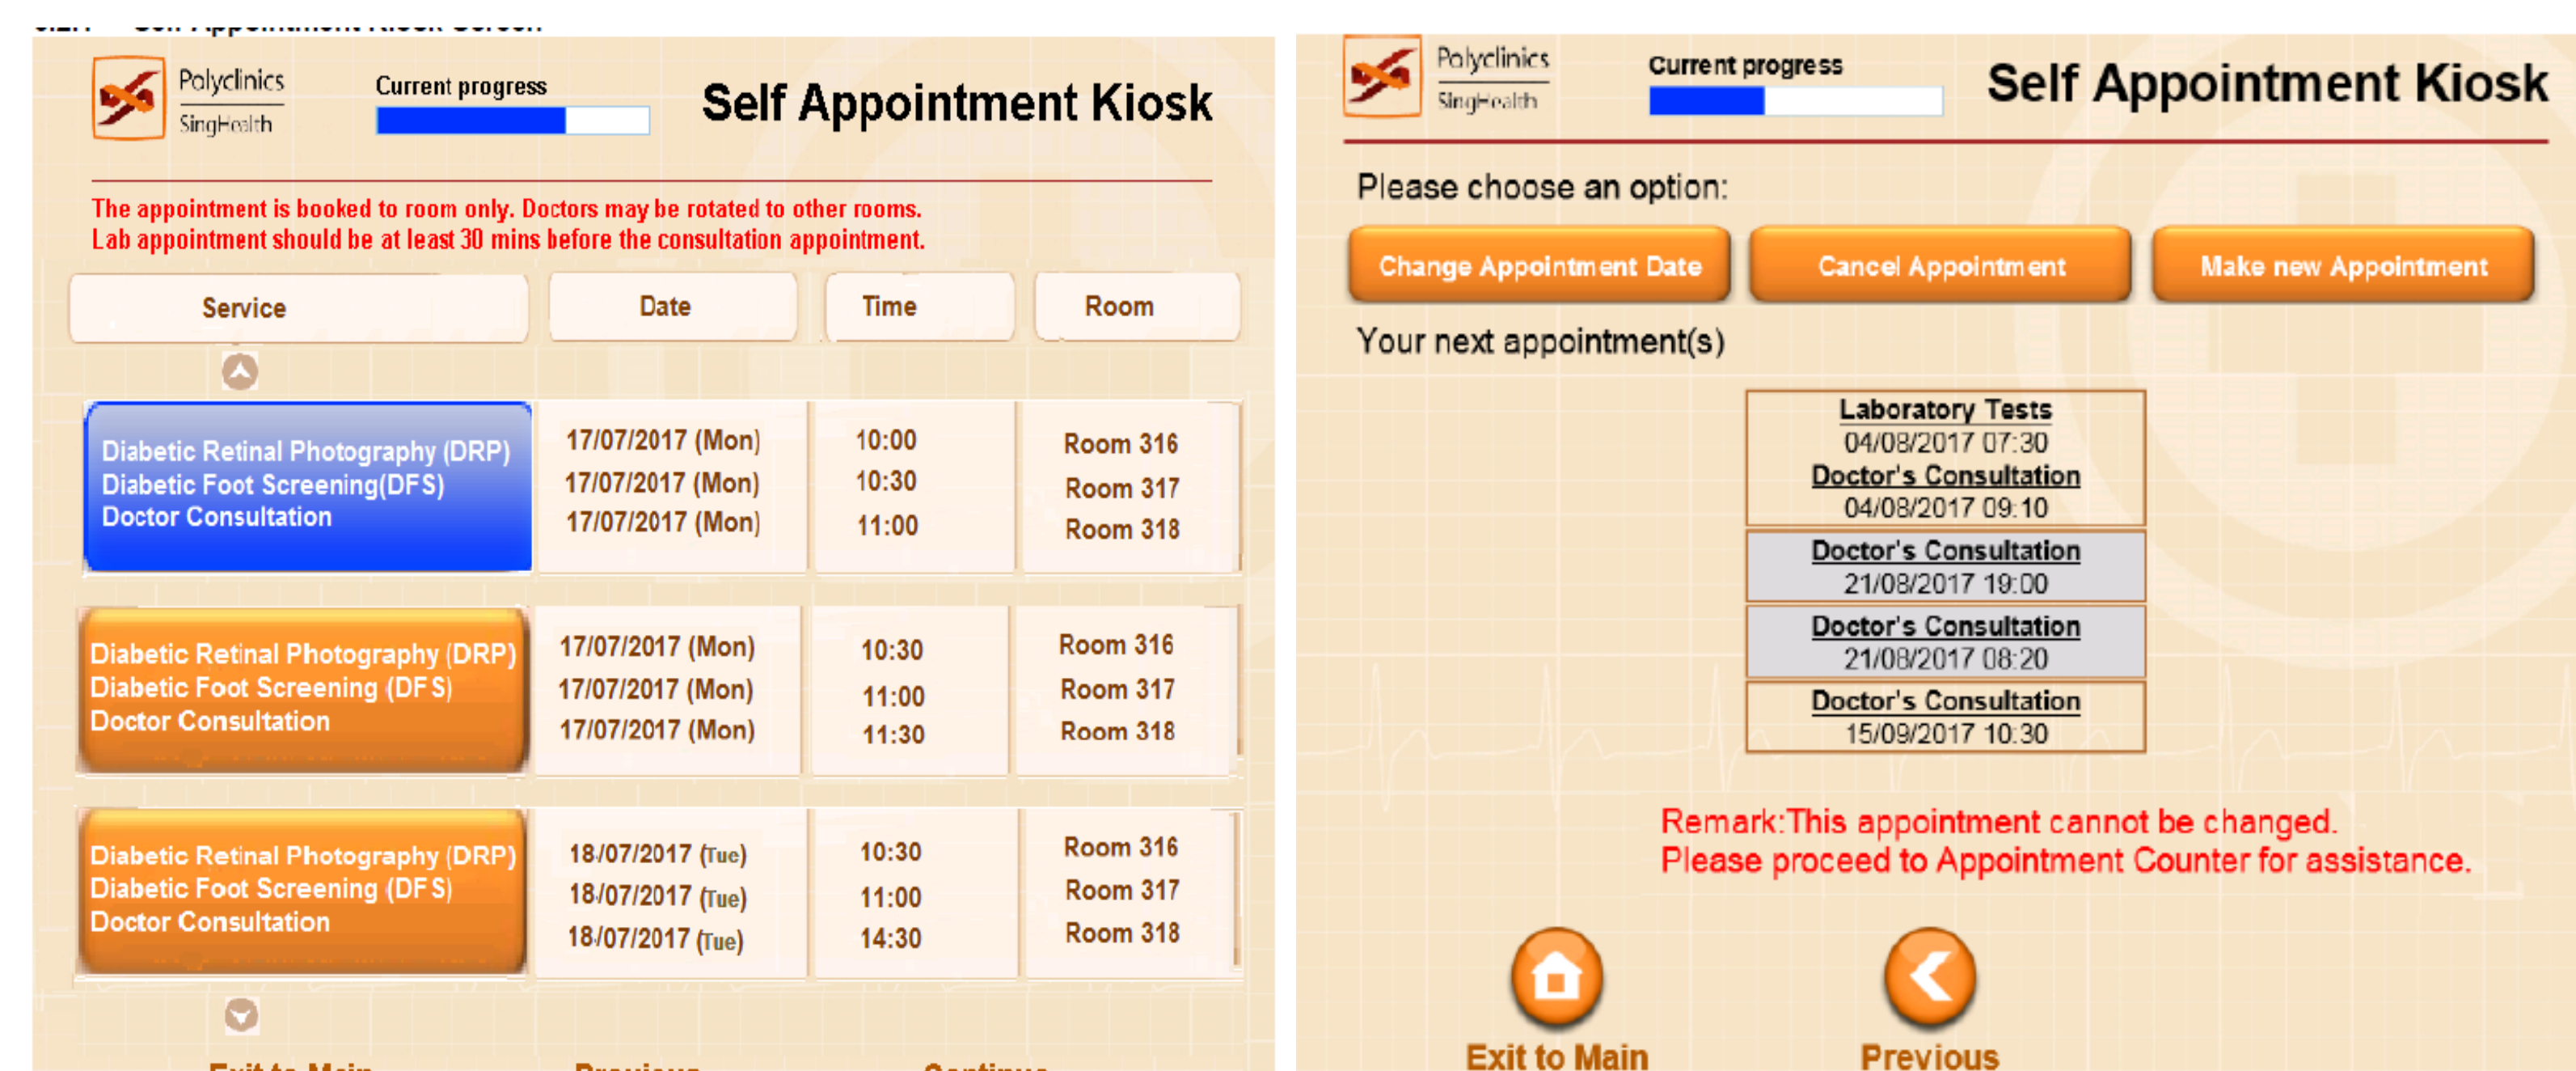 Self Appointment Kiosk Screen
Polyclinics
SingHealth
Current progress
Self Appointment Kiosk
The appointment is booked to room only. Doctors may be rotated to other rooms.
Lab appointment should be at least 30 mins before the consultation appointment.
Service Date Time Room
Diabetic Retinal Photography (DRP) 17/07/2017 (Mon) 10:00 Room 316
Diabetic Foot Screening(DFS) 17/07/2017 (Mon) 10:30 Room 317
Doctor Consultation 17/07/2017 (Mon) 11:00 Room 318
Diabetic Retinal Photography (DRP) 17/07/2017 (Mon) 10:30 Room 316
Diabetic Foot Screening (DFS) 17/07/2017 (Mon) 11:00 Room 317
Doctor Consultation 17/07/2017 (Mon) 11:30 Room 318
Diabetic Retinal Photography (DRP) 18/07/2017 (Tue) 10:30 Room 316
Diabetic Foot Screening (DFS) 18/07/2017 (Tue) 11:00 Room 317
Doctor Consultation 18/07/2017 (Tue) 14:30 Room 318
Exit to Main Previous Continue
Polyclinics
SingHealth
Current progress
Self Appointment Kiosk
Please choose an option:
Change Appointment Date Cancel Appointment Make new Appointment
Your next appointment(s)
Laboratory Tests
04/08/2017 07:30
Doctor's Consultation
04/08/2017 09:10
Doctor's Consultation
21/08/2017 19:00
Doctor's Consultation
21/08/2017 08:20
Doctor's Consultation
15/09/2017 10:30
Remark:This appointment cannot be changed.
Please proceed to Appointment Counter for assistance.
Exit to Main Previous